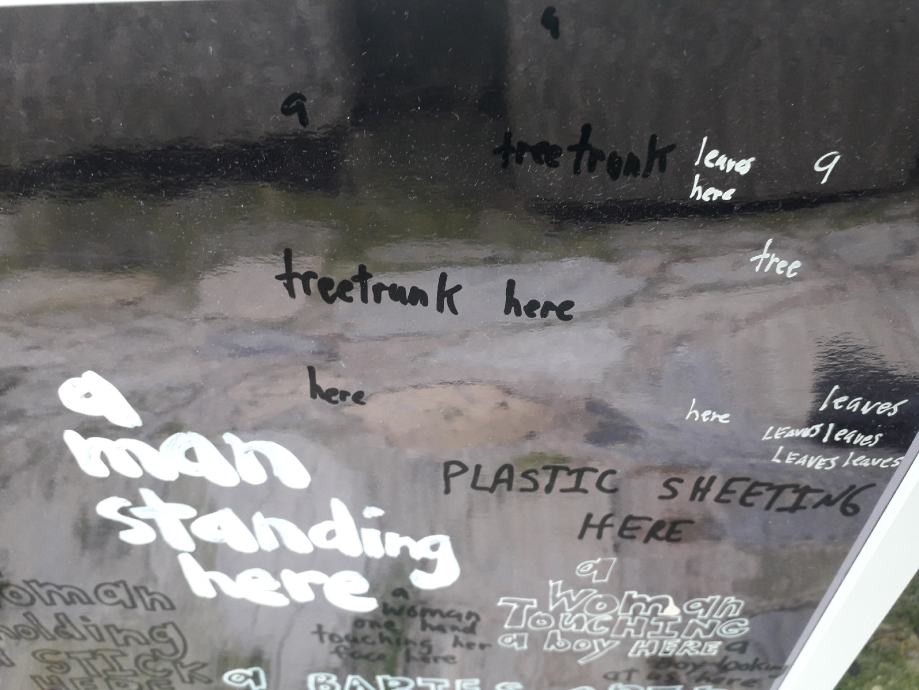 a
a
treetrunk
leaves
here
a
tree
treetrunk here
here
a
man
standing
here
here
leaves
LEAVES leaves
LEAVES leaves
PLASTIC SHEETING
HERE
a
woman
TOUCHING
a boy HERE
a
woman
one hand
touching her
face here
oman
holding
STICK
HERE
a
boy looking
at us here
a BABIES